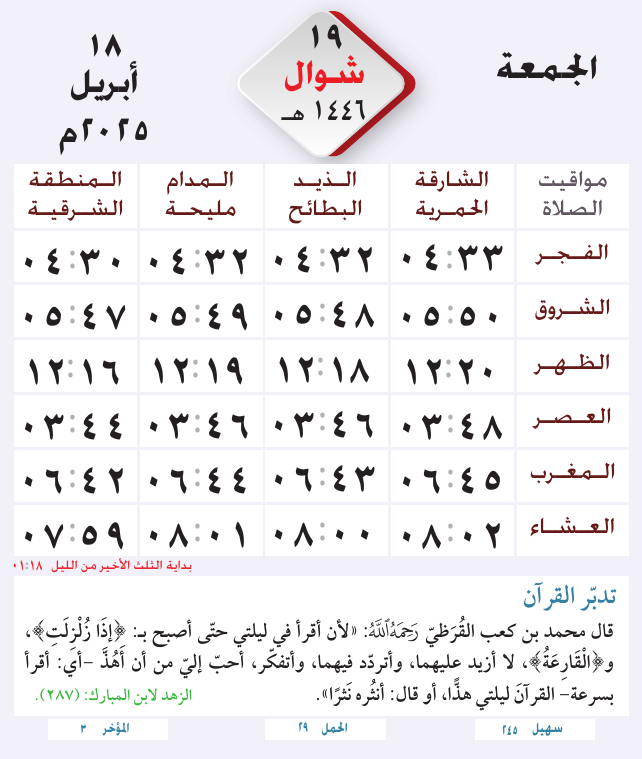 الجمعة
١٩
شوال
١٤٤٦ هـ
١٨
أبريل
٢٠٢٥م
مواقيت الصلاة	الشارقة الحمرية	الذيد البطائح	المدام مليحة	المنطقة الشرقية
الفجر	٠٤:٣٣	٠٤:٣٢	٠٤:٣٢	٠٤:٣٠
الشروق	٠٥:٥٠	٠٥:٤٨	٠٥:٤٩	٠٥:٤٧
الظهر	١٢:٢٠	١٢:١٨	١٢:١٩	١٢:١٦
العصر	٠٣:٤٨	٠٣:٤٦	٠٣:٤٦	٠٣:٤٤
المغرب	٠٦:٤٥	٠٦:٤٣	٠٦:٤٤	٠٦:٤٢
العشاء	٠٨:٠٢	٠٨:٠٠	٠٨:٠١	٠٧:٥٩
بداية الثلث الأخير من الليل ٠١:١٨
تدبّر القرآن
قال محمد بن كعب القُرَظيّ رَحِمَهُ ٱللَّهُ: «لأن أقرأ في ليلتي حتّى أصبح بـ: ﴿إِذَا زُلْزِلَتِ﴾،
و﴿الْقَارِعَةُ﴾، لا أزيد عليهما، وأتردّد فيهما، وأتفكّر، أحبّ إليّ من أن أَهُذَّ –أي: أقرأ
بسرعة– القرآنَ ليلتي هذًّا، أو قال: أنثُره نَثرًا».	الزهد لابن المبارك: (٢٨٧).
سهيل ٢٤٥	الحمل ٢٩	المؤخر ٣